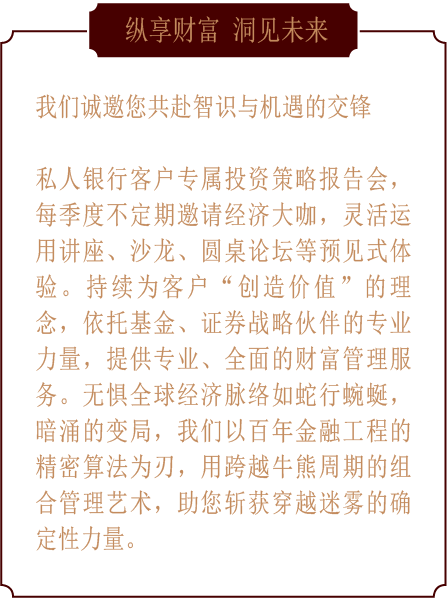 纵享财富 洞见未来
我们诚邀您共赴智识与机遇的交锋
私人银行客户专属投资策略报告会，
每季度不定期邀请经济大咖，灵活运
用讲座、沙龙、圆桌论坛等预见式体
验。持续为客户“创造价值”的理
念，依托基金、证券战略伙伴的专业
力量，提供专业、全面的财富管理服
务。无惧全球经济脉络如蛇行蜿蜒，
暗涌的变局，我们以百年金融工程的
精密算法为刃，用跨越牛熊周期的组
合管理艺术，助您斩获穿越迷雾的确
定性力量。